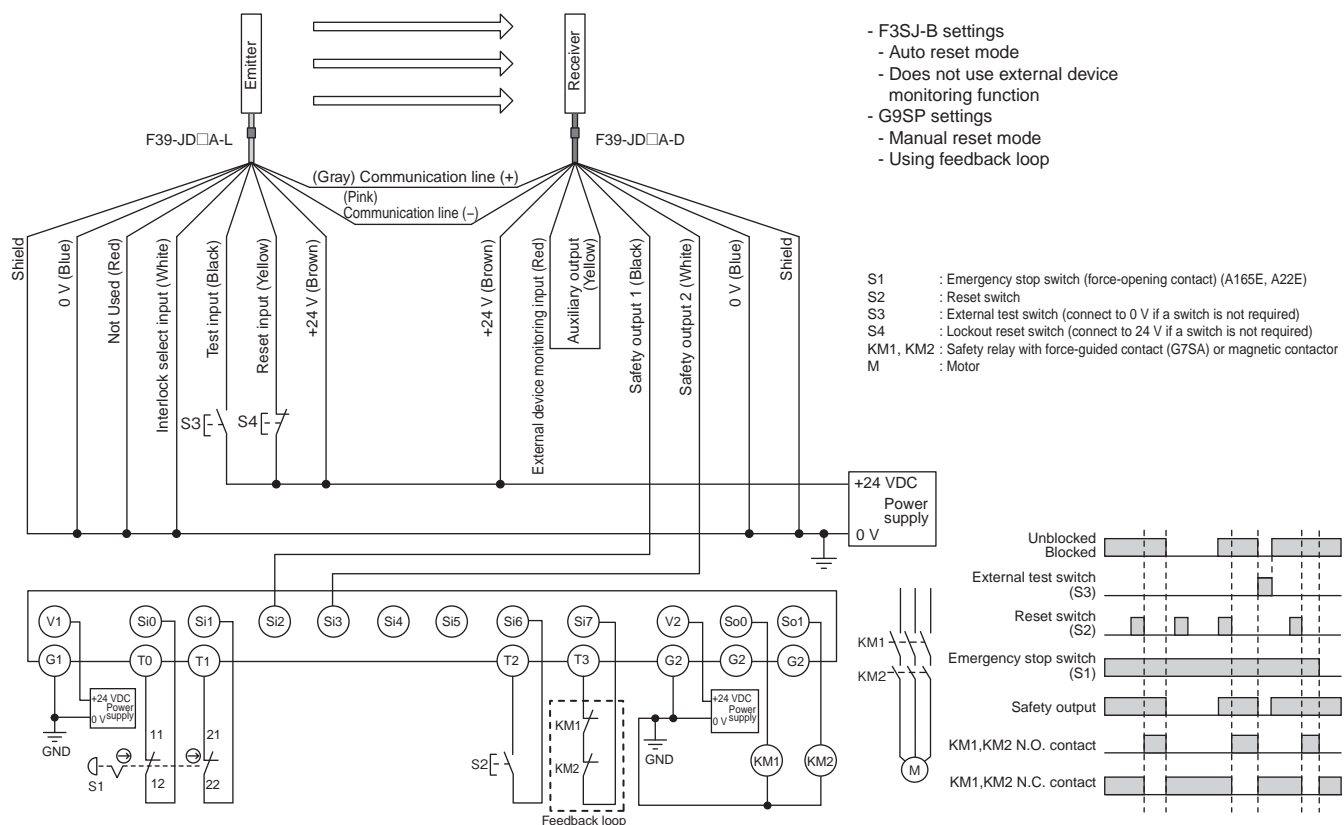 Emitter
Receiver
F39-JD□A-L
F39-JD□A-D
(Gray) Communication line (+)
(Pink)
Communication line (−)
Shield
0 V (Blue)
Not Used (Red)
Interlock select input (White)
Test input (Black)
Reset input (Yellow)
+24 V (Brown)
+24 V (Brown)
External device monitoring input (Red)
Auxiliary output
(Yellow)
Safety output 1 (Black)
Safety output 2 (White)
0 V (Blue)
Shield
S3
S4
+24 VDC
Power
supply
0 V
- F3SJ-B settings
- Auto reset mode
- Does not use external device
monitoring function
- G9SP settings
- Manual reset mode
- Using feedback loop
S1 : Emergency stop switch (force-opening contact) (A165E, A22E)
S2 : Reset switch
S3 : External test switch (connect to 0 V if a switch is not required)
S4 : Lockout reset switch (connect to 24 V if a switch is not required)
KM1, KM2 : Safety relay with force-guided contact (G7SA) or magnetic contactor
M : Motor
V1 Si0 Si1 Si2 Si3 Si4 Si5 Si6 Si7 V2 So0 So1
G1 T0 T1 T2 T3 G2 G2 G2
+24 VDC
Power
supply
0 V
GND
11
21
12
22
S1
S2
KM1
KM2
Feedback loop
+24 VDC
Power
supply
0 V
GND
KM1
KM2
KM1
KM2
M
Unblocked
Blocked
External test switch
(S3)
Reset switch
(S2)
Emergency stop switch
(S1)
Safety output
KM1,KM2 N.O. contact
KM1,KM2 N.C. contact